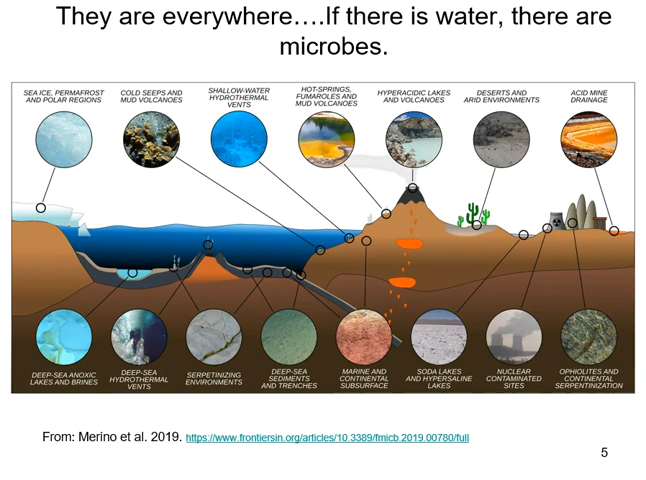 They are everywhere….If there is water, there are
microbes.
SEA ICE, PERMAFROST
AND POLAR REGIONS
COLD SEEPS AND
MUD VOLCANOES
SHALLOW-WATER
HYDROTHERMAL
VENTS
HOT-SPRINGS,
FUMAROLES AND
MUD VOLCANOES
HYPERACIDIC LAKES
AND VOLCANOES
DESERTS AND
ARID ENVIRONMENTS
ACID MINE
DRAINAGE
DEEP-SEA ANOXIC
LAKES AND BRINES
DEEP-SEA
HYDROTHERMAL
VENTS
SERPETINIZING
ENVIRONMENTS
DEEP-SEA
SEDIMENTS
AND TRENCHES
MARINE AND
CONTINENTAL
SUBSURFACE
SODA LAKES
AND HYPERSALINE
LAKES
NUCLEAR
CONTAMINATED
SITES
OPHIOLITES AND
CONTINENTAL
SERPENTINIZATION
From: Merino et al. 2019. https://www.frontiersin.org/articles/10.3389/fmicb.2019.00780/full
5